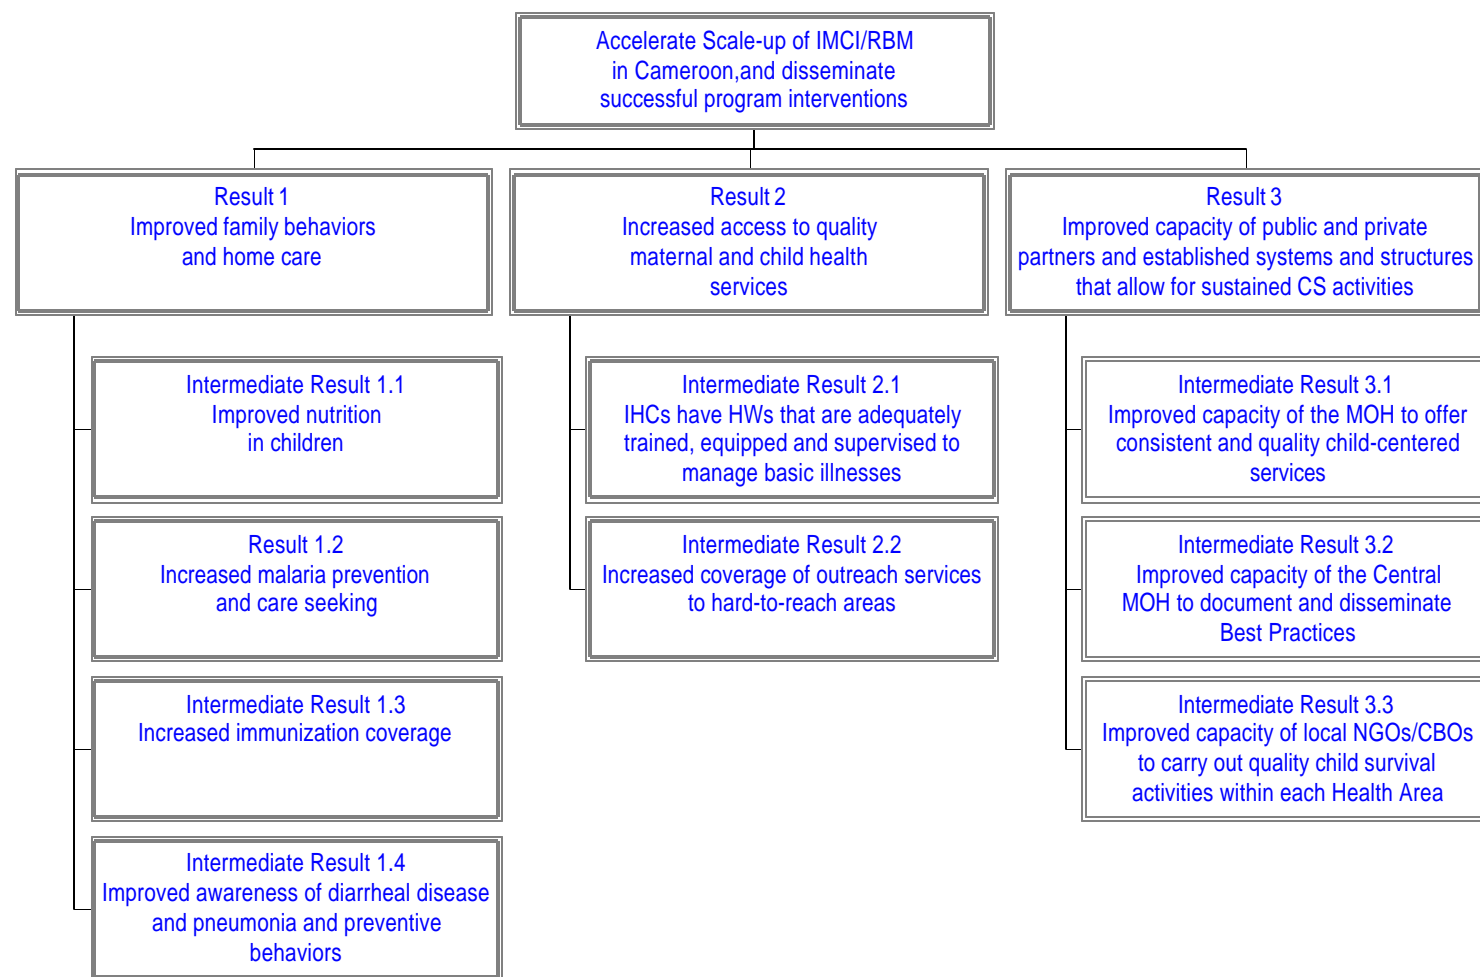 Accelerate Scale-up of IMCI/RBM
in Cameroon,and disseminate
successful program interventions
Result 1
Improved family behaviors
and home care
Result 2
Increased access to quality
maternal and child health
services
Result 3
Improved capacity of public and private
partners and established systems and structures
that allow for sustained CS activities
Intermediate Result 1.1
Improved nutrition
in children
Result 1.2
Increased malaria prevention
and care seeking
Intermediate Result 1.3
Increased immunization coverage
Intermediate Result 1.4
Improved awareness of diarrheal disease
and pneumonia and preventive
behaviors
Intermediate Result 2.1
IHCs have HWs that are adequately
trained, equipped and supervised to
manage basic illnesses
Intermediate Result 2.2
Increased coverage of outreach services
to hard-to-reach areas
Intermediate Result 3.1
Improved capacity of the MOH to offer
consistent and quality child-centered
services
Intermediate Result 3.2
Improved capacity of the Central
MOH to document and disseminate
Best Practices
Intermediate Result 3.3
Improved capacity of local NGOs/CBOs
to carry out quality child survival
activities within each Health Area